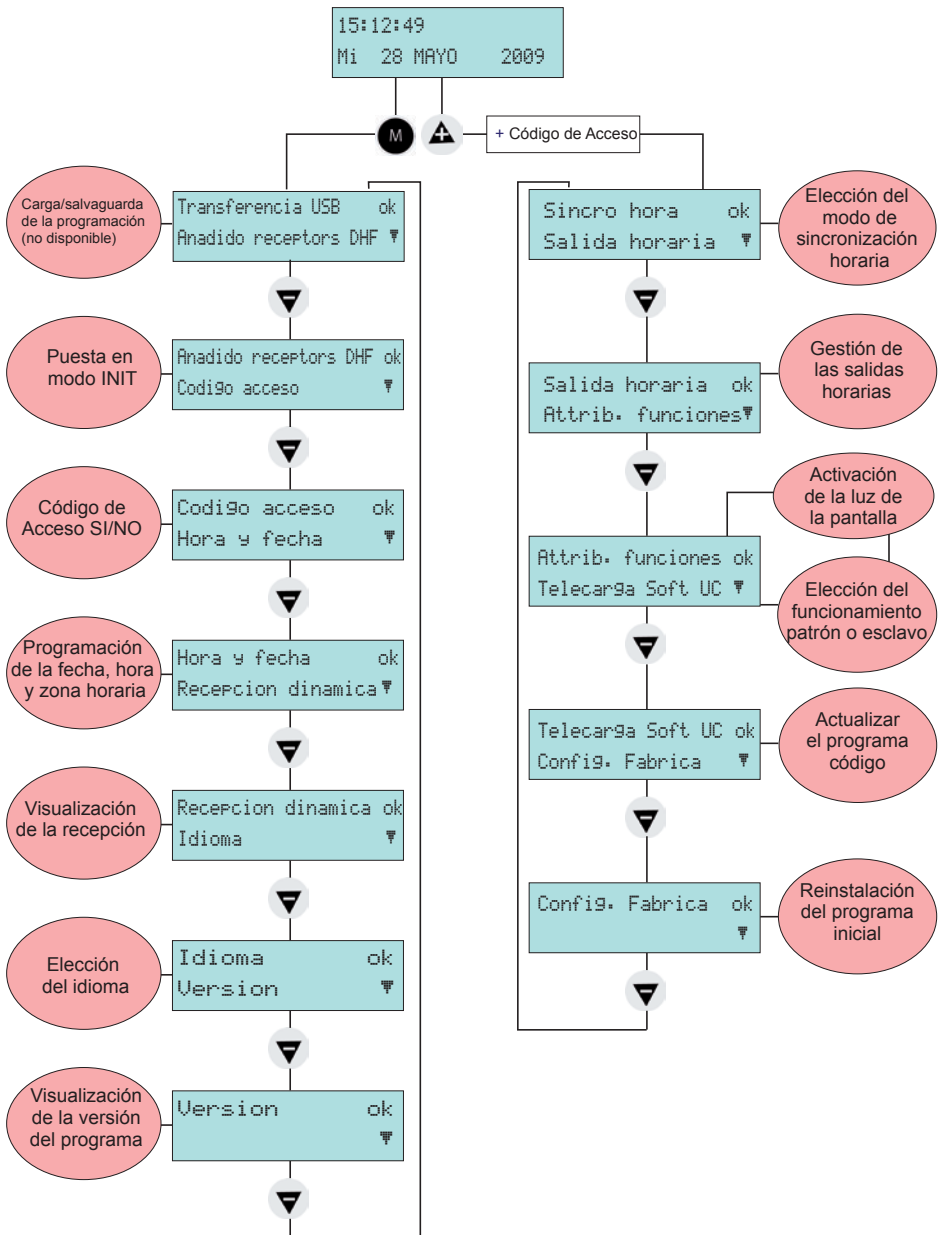 15:12:49
Mi 28 MAYO 2009
M
+ Código de Acceso
Carga/salvaguarda
de la programación
(no disponible)
Transferencia USB ok
Anadido receptors DHF
Puesta en
modo INIT
Anadido receptors DHF ok
Codigo acceso
Código de
Acceso SI/NO
Codigo acceso ok
Hora y fecha
Programación
de la fecha, hora
y zona horaria
Hora y fecha ok
Recepcion dinamica
Visualización
de la recepción
Recepcion dinamica ok
Idioma
Elección
del idioma
Idioma ok
Version
Visualización
de la versión
del programa
Version ok
Sincro hora ok
Salida horaria
Elección del
modo de
sincronización
horaria
Salida horaria ok
Attrib. funciones
Gestión de
las salidas
horarias
Attrib. funciones ok
Telecarga Soft UC
Activación
de la luz de
la pantalla
Elección del
funcionamiento
patrón o esclavo
Telecarga Soft UC ok
Config. Fabrica
Actualizar
el programa
código
Config. Fabrica ok
Reinstalación
del programa
inicial